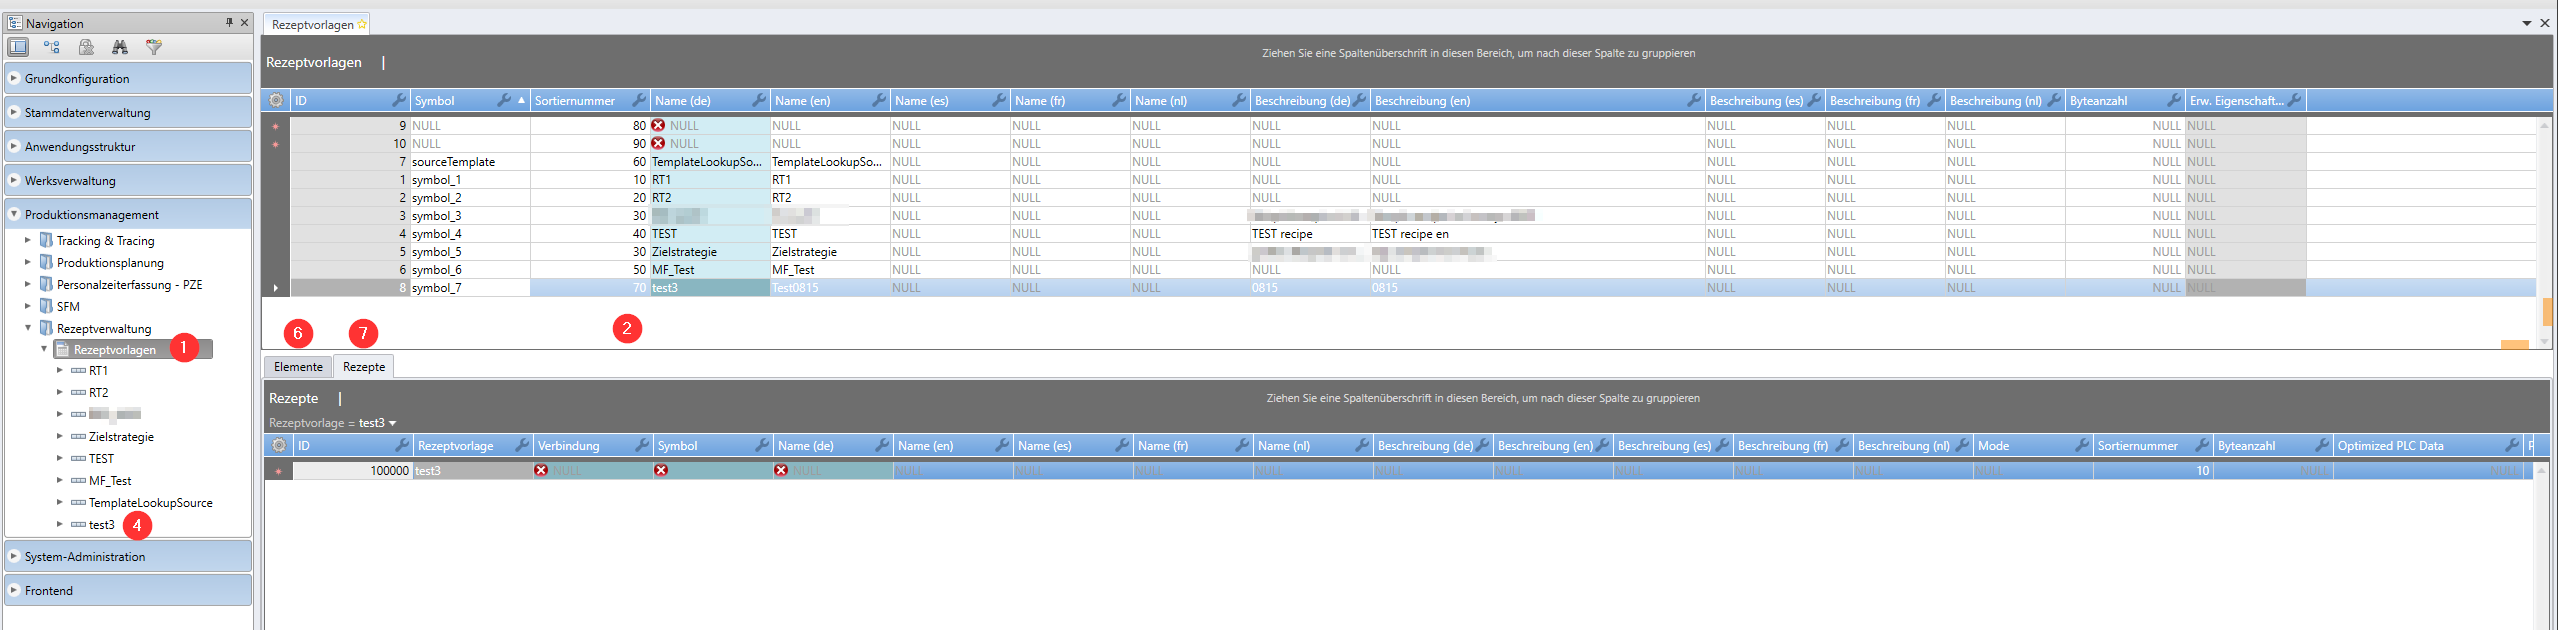 Navigation
Grundkonfiguration
Stammdatenverwaltung
Anwendungsstruktur
Werksverwaltung
Produktionsmanagement
Tracking & Tracing
Produktionsplanung
Personalzeiterfassung - PZE
SFM
Rezeptverwaltung
Rezeptvorlagen 1
RT1
RT2
Zielstrategie
TEST
MF_Test
TemplateLookupSource
test3 4
System-Administration
Frontend
Rezeptvorlagen
Ziehen Sie eine Spaltenüberschrift in diesen Bereich, um nach dieser Spalte zu gruppieren
Rezeptvorlagen |
ID Symbol Sortiernummer Name (de) Name (en) Name (es) Name (fr) Name (nl) Beschreibung (de) Beschreibung (en) Beschreibung (es) Beschreibung (fr) Beschreibung (nl) Byteanzahl Erw. Eigenschaft...
9 NULL 80 NULL NULL NULL NULL NULL NULL NULL NULL NULL NULL NULL NULL
10 NULL 90 NULL NULL NULL NULL NULL NULL NULL NULL NULL NULL NULL NULL
7 sourceTemplate 60 TemplateLookupSo... TemplateLookupSo... NULL NULL NULL NULL NULL NULL NULL NULL NULL NULL
1 symbol_1 10 RT1 RT1 NULL NULL NULL NULL NULL NULL NULL NULL NULL NULL
2 symbol_2 20 RT2 RT2 NULL NULL NULL NULL NULL NULL NULL NULL NULL NULL
3 symbol_3 30 NULL NULL NULL NULL NULL NULL NULL NULL
4 symbol_4 40 TEST TEST NULL NULL NULL TEST recipe TEST recipe en NULL NULL NULL NULL NULL
5 symbol_5 30 Zielstrategie Zielstrategie NULL NULL NULL NULL NULL NULL NULL NULL
6 symbol_6 50 MF_Test MF_Test NULL NULL NULL NULL NULL NULL NULL NULL NULL NULL
8 symbol_7 70 test3 Test0815 NULL NULL NULL 0815 0815 NULL NULL NULL NULL NULL
6 7 2
Elemente Rezepte
Rezepte |
Ziehen Sie eine Spaltenüberschrift in diesen Bereich, um nach dieser Spalte zu gruppieren
Rezeptvorlage = test3
ID Rezeptvorlage Verbindung Symbol Name (de) Name (en) Name (es) Name (fr) Name (nl) Beschreibung (de) Beschreibung (en) Beschreibung (es) Beschreibung (fr) Beschreibung (nl) Mode Sortiernummer Byteanzahl Optimized PLC Data
100000 test3 NULL NULL NULL NULL NULL NULL NULL NULL NULL NULL NULL NULL 10 NULL NULL